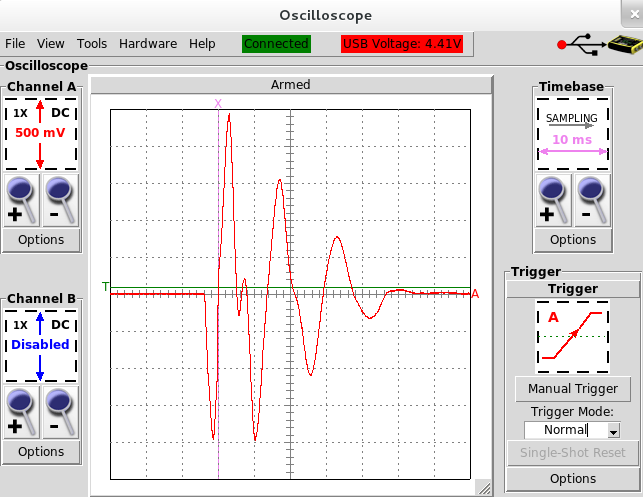 Oscilloscope
File View Tools Hardware Help Connected USB Voltage: 4.41V
Oscilloscope
Channel A
1X DC
500 mV
+ -
Options
Channel B
1X DC
Disabled
+ -
Options
Armed
X
T
A
Timebase
SAMPLING
10 ms
+ -
Options
Trigger
Trigger
A
Manual Trigger
Trigger Mode:
Normal
Single-Shot Reset
Options